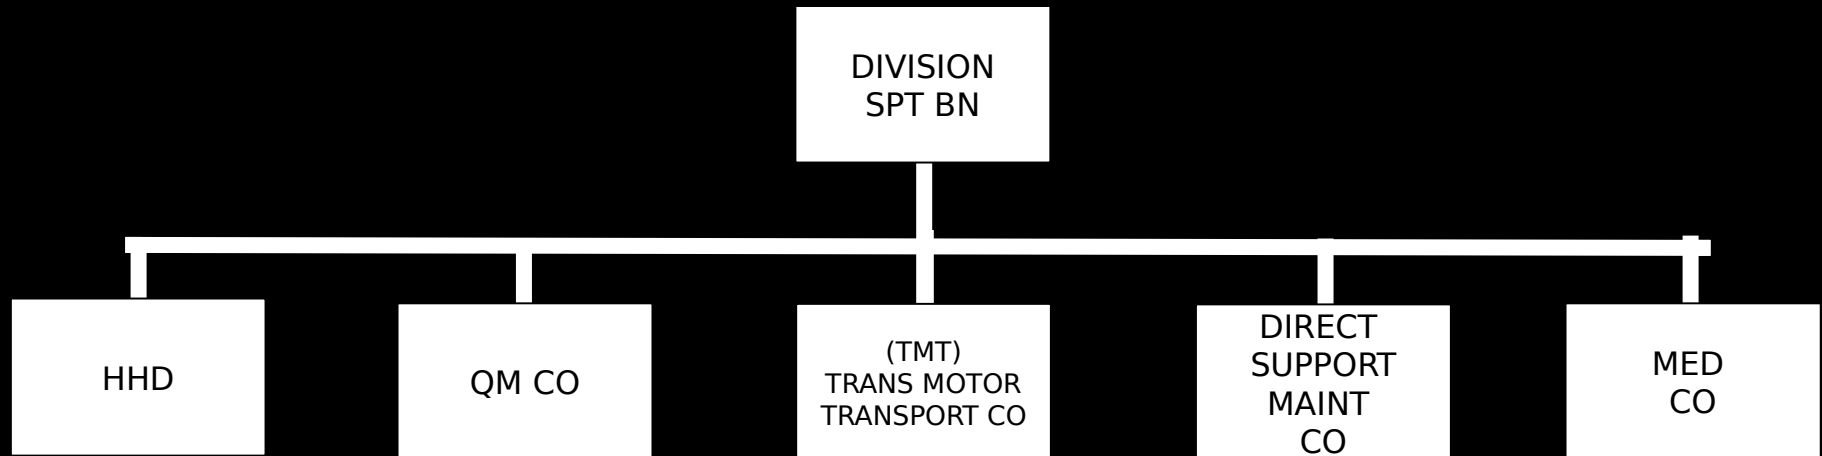 DIVISION
SPT BN
HHD
QM CO
(TMT)
TRANS MOTOR
TRANSPORT CO
DIRECT
SUPPORT
MAINT
CO
MED
CO